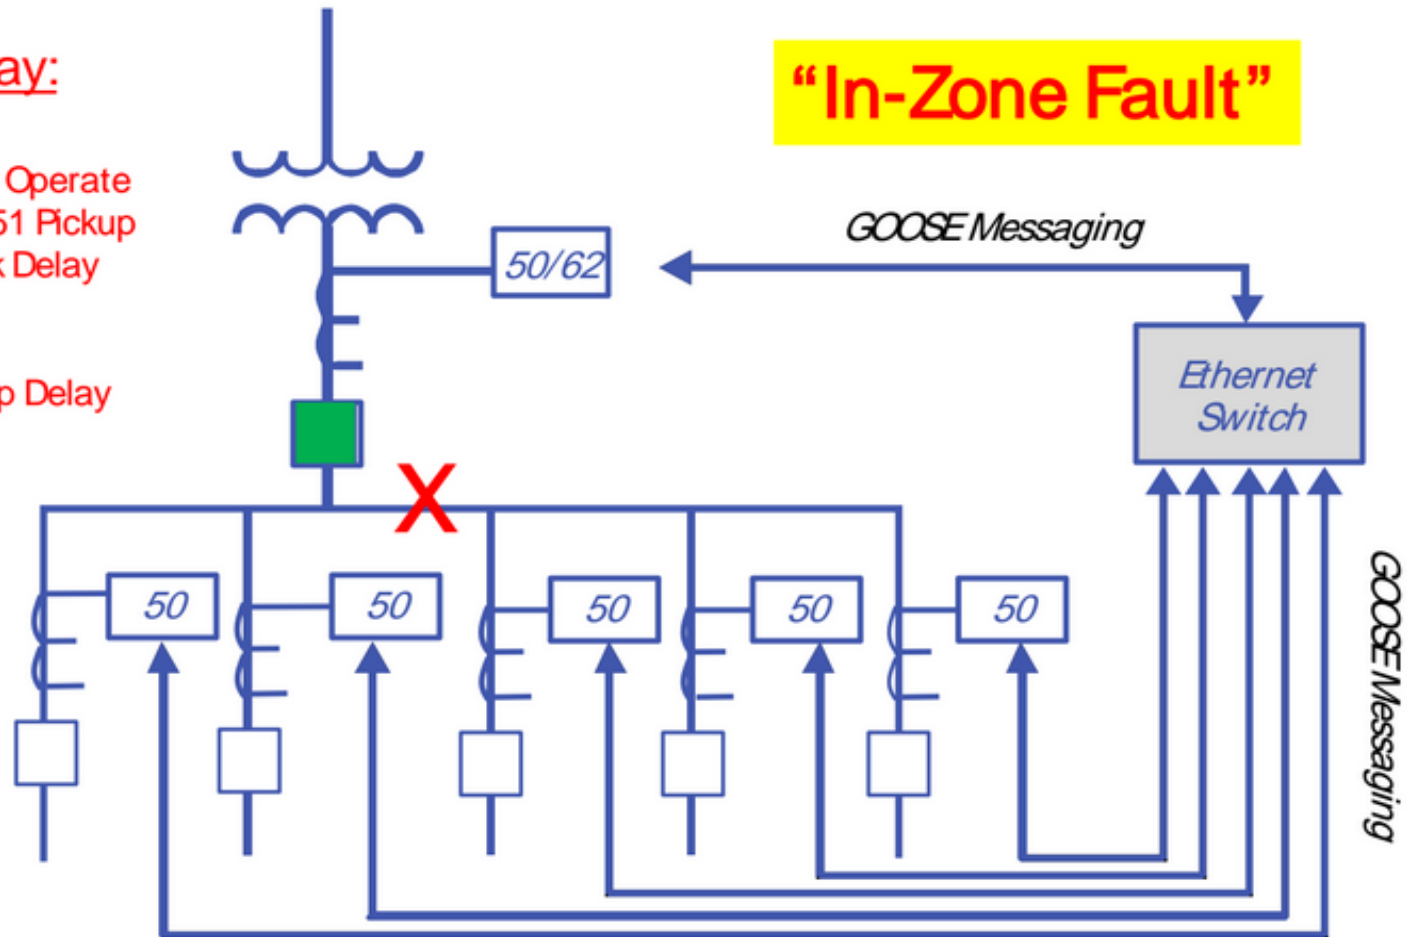 ay:
Operate
51 Pickup
k Delay
p Delay
“In-Zone Fault”
GOOSE Messaging
50/62
Ethernet
Switch
50
50
50
50
50
GOOSE Messaging